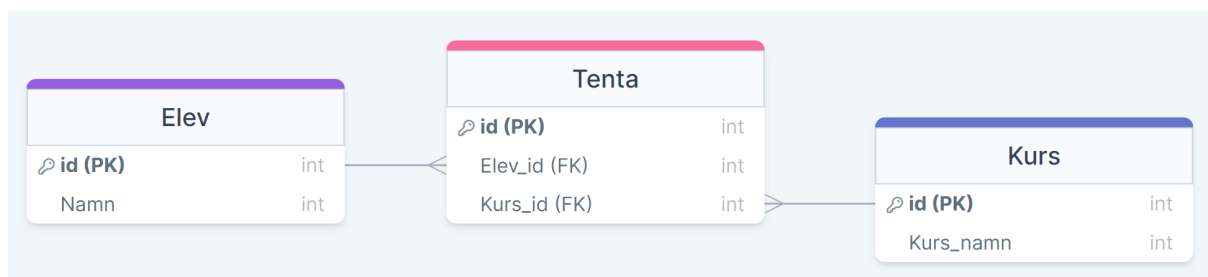 Elev
id (PK) int
Namn int
Tenta
id (PK) int
Elev_id (FK) int
Kurs_id (FK) int
Kurs
id (PK) int
Kurs_namn int